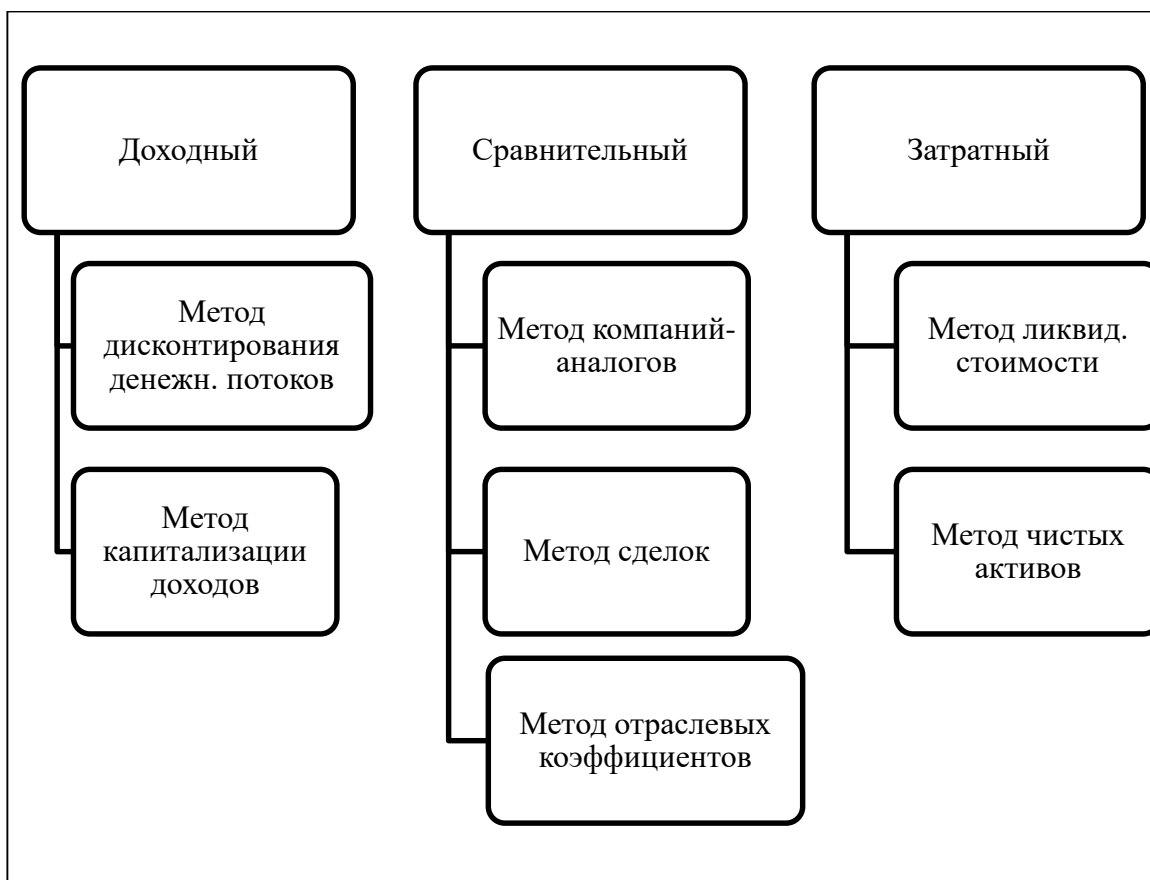 Доходный
Метод
дисконтирования
денежн. потоков
Метод
капитализации
доходов
Сравнительный
Метод компаний-
аналогов
Метод сделок
Метод отраслевых
коэффициентов
Затратный
Метод ликвид.
стоимости
Метод чистых
активов